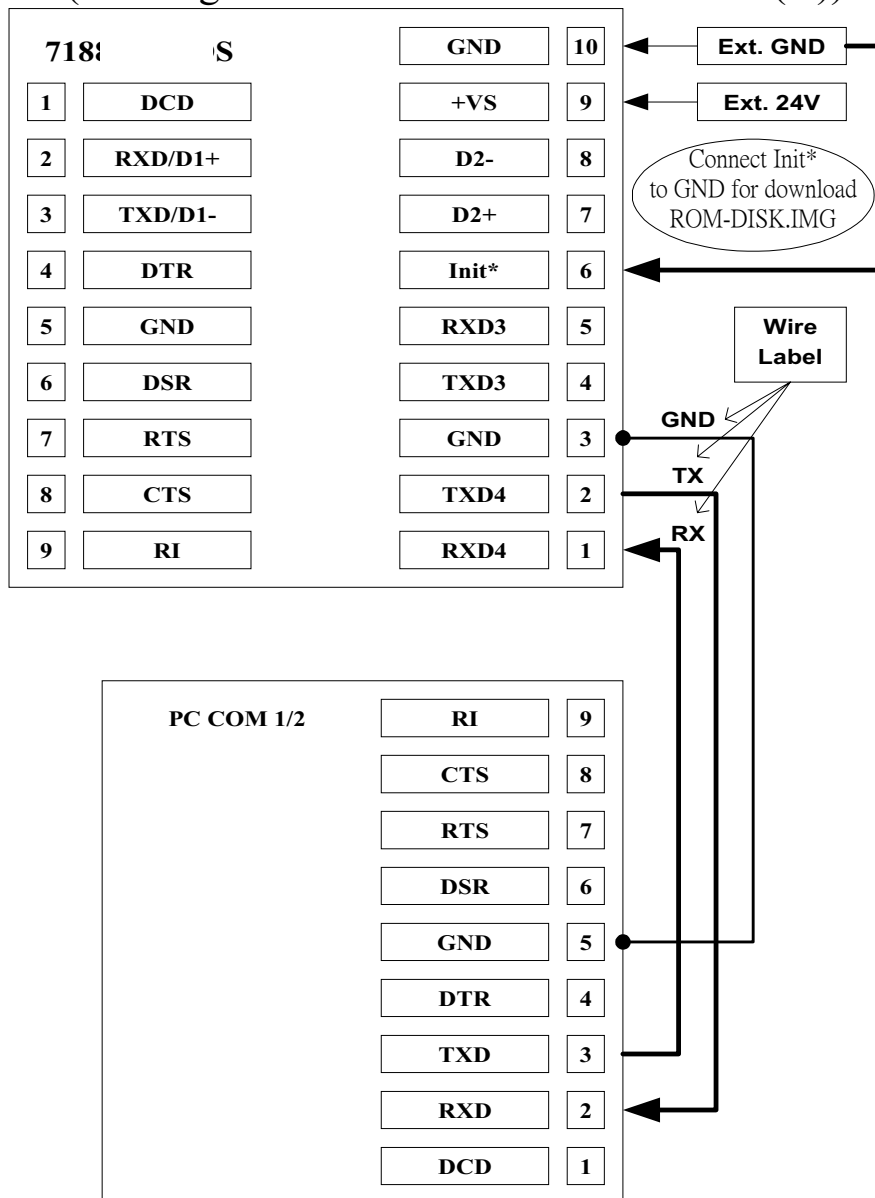 GND 10 Ext. GND
1 DCD +VS 9 Ext. 24V
2 RXD/D1+ D2- 8
3 TXD/D1- D2+ 7
Connect Init*
to GND for download
ROM-DISK.IMG
4 DTR Init* 6
5 GND RXD3 5
Wire
Label
6 DSR TXD3 4
7 RTS GND 3
GND
8 CTS TXD4 2
TX
9 RI RXD4 1
RX
PC COM 1/2 RI 9
CTS 8
RTS 7
DSR 6
GND 5
DTR 4
TXD 3
RXD 2
DCD 1